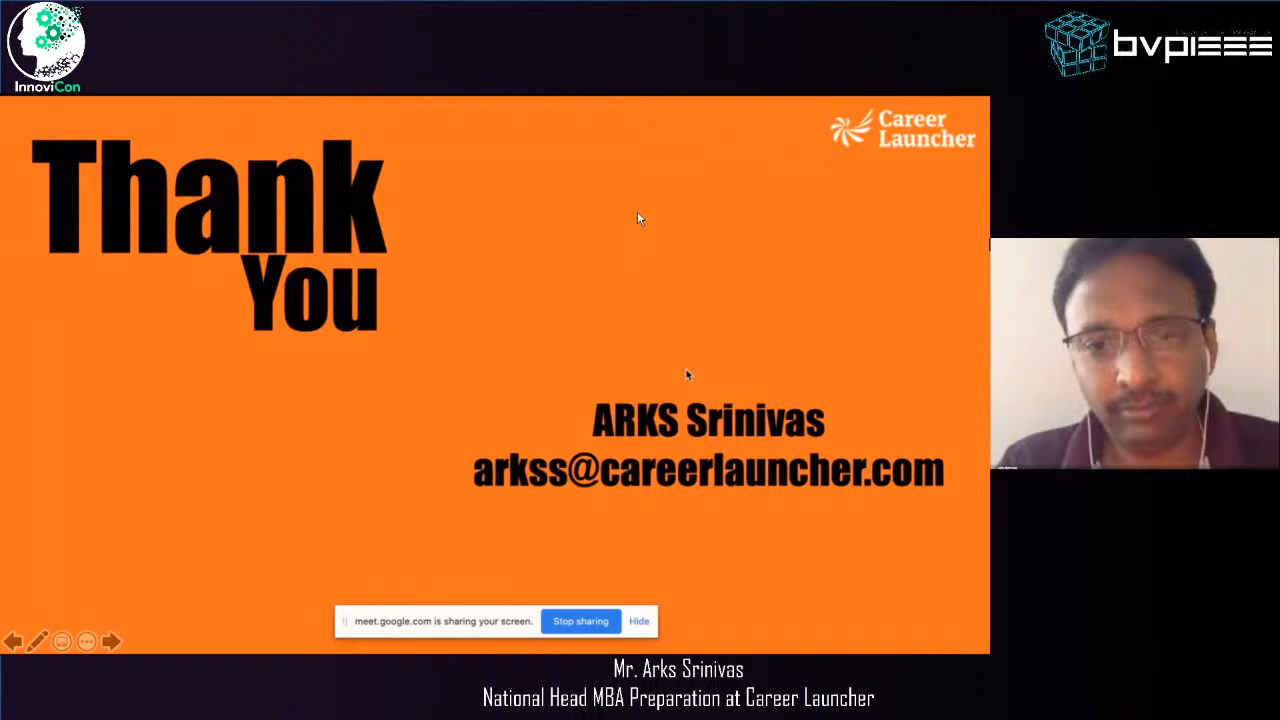 InnoviCon
bvpieee
Career
Launcher
Thank
You
ARKS Srinivas
arkss@careerlauncher.com
meet.google.com is sharing your screen.
Stop sharing
Hide
Mr. Arks Srinivas
National Head MBA Preparation at Career Launcher